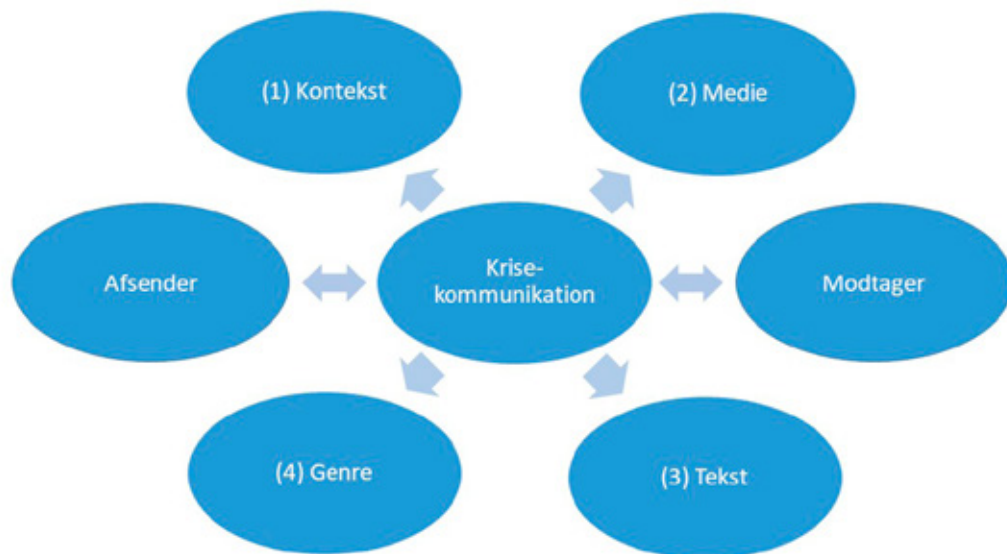 (1) Kontekst
(2) Medie
Afsender
Krise-
kommunikation
Modtager
(4) Genre
(3) Tekst